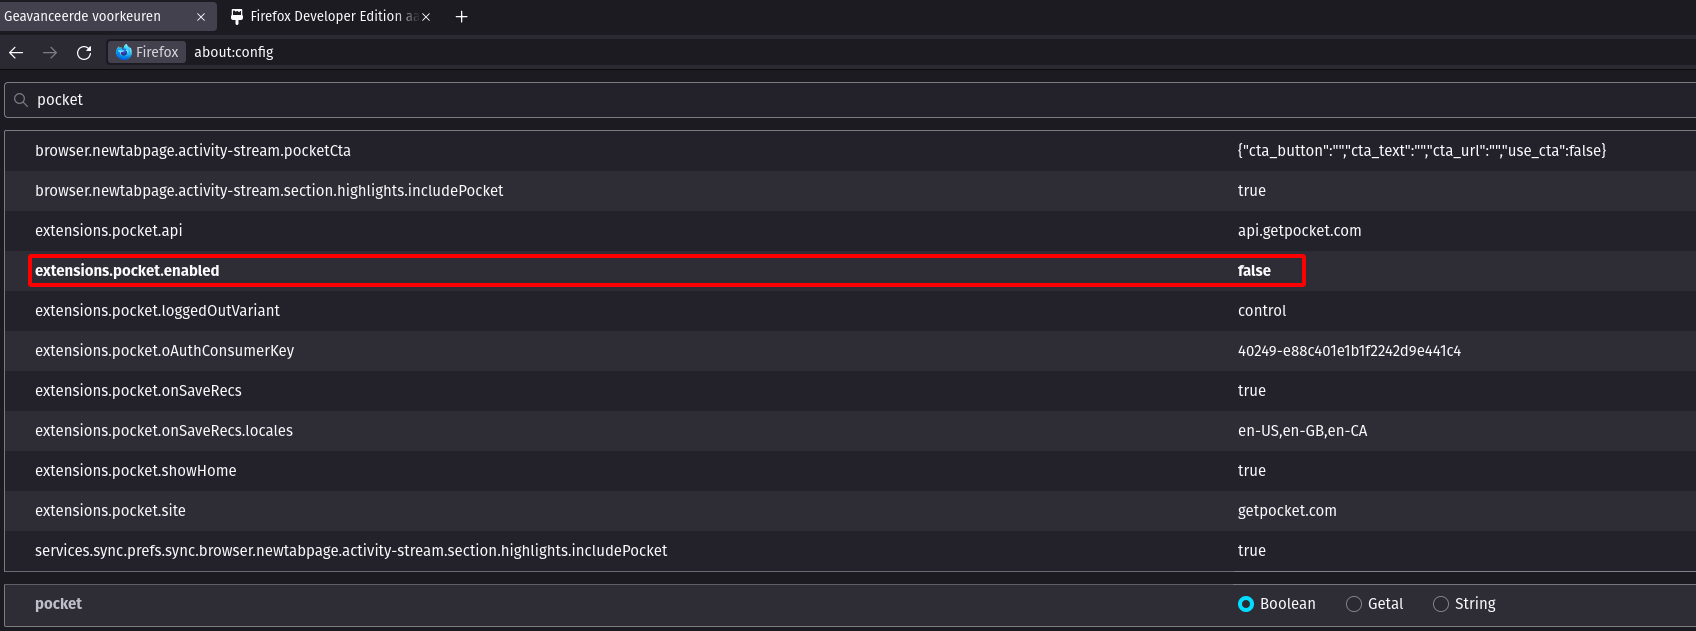 Geavanceerde voorkeuren
Firefox Developer Edition aa
Firefox about:config
pocket
browser.newtabpage.activity-stream.pocketCta {"cta_button":"","cta_text":"","cta_url":"","use_cta":false}
browser.newtabpage.activity-stream.section.highlights.includePocket true
extensions.pocket.api api.getpocket.com
extensions.pocket.enabled false
extensions.pocket.loggedOutVariant control
extensions.pocket.oAuthConsumerKey 40249-e88c401e1b1f2242d9e441c4
extensions.pocket.onSaveRecs true
extensions.pocket.onSaveRecs.locales en-US,en-GB,en-CA
extensions.pocket.showHome true
extensions.pocket.site getpocket.com
services.sync.prefs.sync.browser.newtabpage.activity-stream.section.highlights.includePocket true
pocket Boolean Getal String